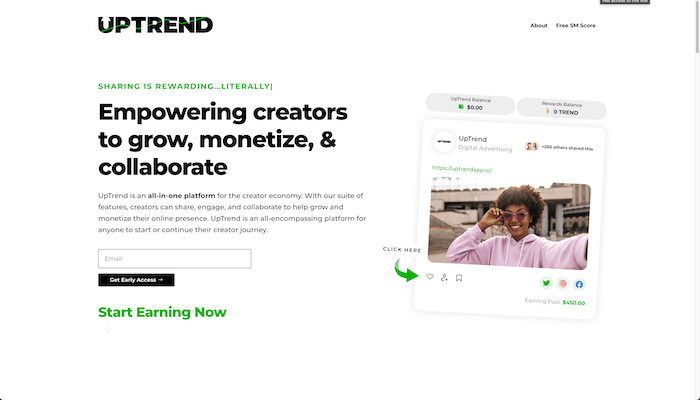 UPTREND
About Free SM Score
SHARING IS REWARDING...LITERALLY|
Empowering creators
to grow, monetize, &
collaborate
UpTrend is an all-in-one platform for the creator economy. With our suite of
features, creators can share, engage, and collaborate to help grow and
monetize their online presence. UpTrend is an all-encompassing platform for
anyone to start or continue their creator journey.
Email
Get Early Access →
Start Earning Now
UpTrend Balance
$0.00
Rewards Balance
0 TREND
UpTrend
Digital Advertising
+250 others shared this
https://uptrendapp.io/
CLICK HERE
Earning Pool $450.00